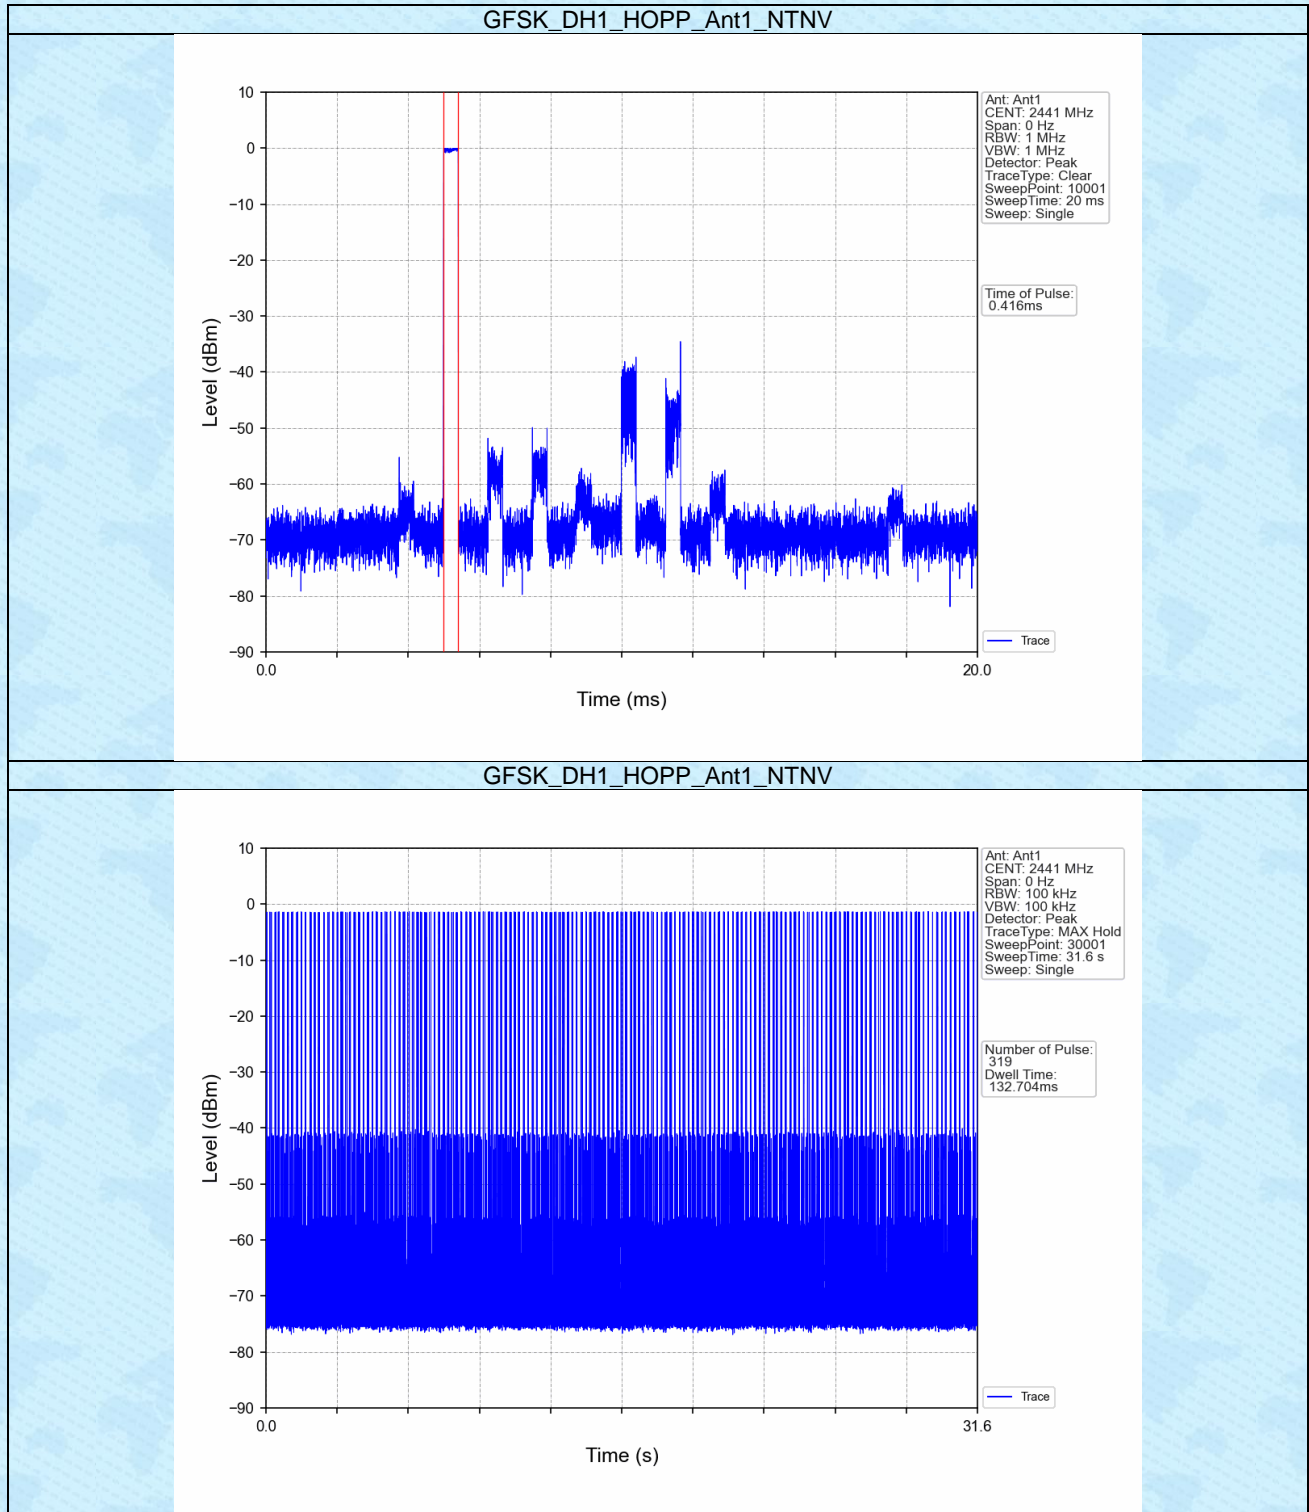 GFSK_DH1_HOPP_Ant1_NTNV
10
0
−10
−20
−30
−40
−50
−60
−70
−80
−90
Level (dBm)
0.0
20.0
Time (ms)
Ant: Ant1
CENT: 2441 MHz
Span: 0 Hz
RBW: 1 MHz
VBW: 1 MHz
Detector: Peak
TraceType: Clear
SweepPoint: 10001
SweepTime: 20 ms
Sweep: Single
Time of Pulse:
0.416ms
Trace
GFSK_DH1_HOPP_Ant1_NTNV
10
0
−10
−20
−30
−40
−50
−60
−70
−80
−90
Level (dBm)
0.0
31.6
Time (s)
Ant: Ant1
CENT: 2441 MHz
Span: 0 Hz
RBW: 100 kHz
VBW: 100 kHz
Detector: Peak
TraceType: MAX Hold
SweepPoint: 30001
SweepTime: 31.6 s
Sweep: Single
Number of Pulse:
319
Dwell Time:
132.704ms
Trace